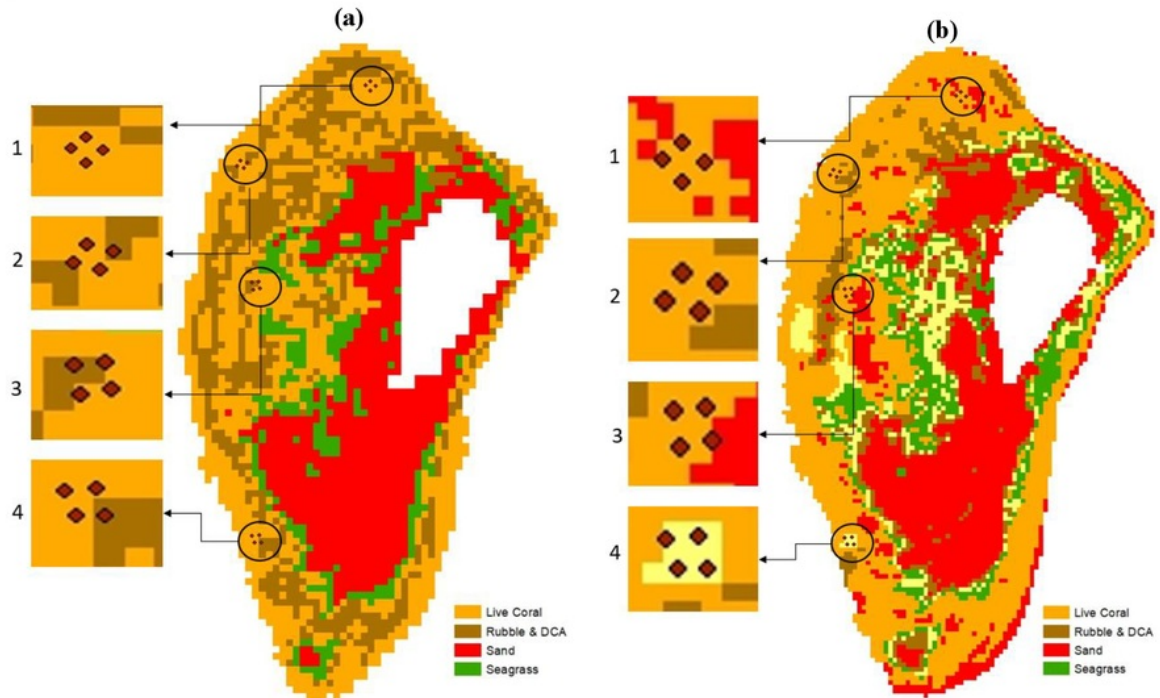 (a)
1
2
3
4
Live Coral
Rubble & DCA
Sand
Seagrass
(b)
1
2
3
4
Live Coral
Rubble & DCA
Sand
Seagrass